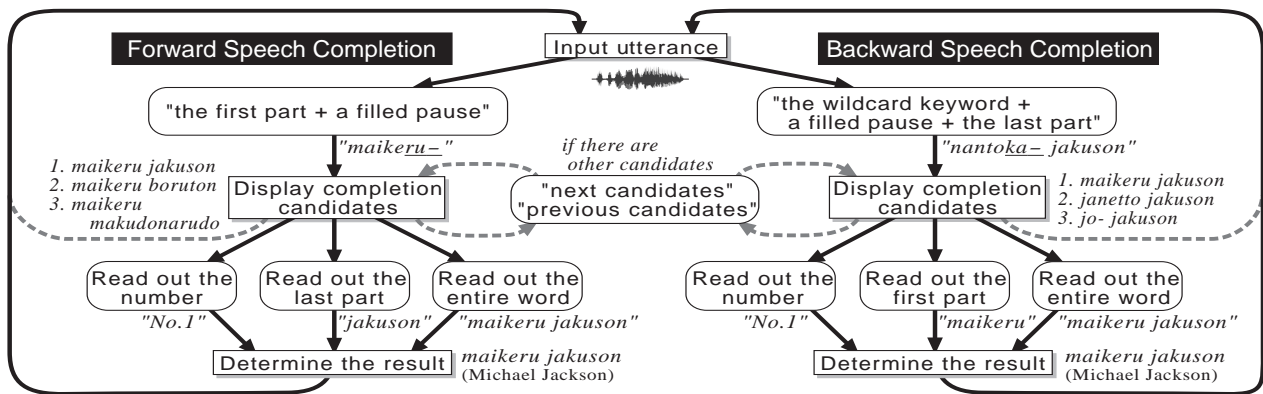 Forward Speech Completion
Input utterance
Backward Speech Completion
"the first part + a filled pause"
"the wildcard keyword +
a filled pause + the last part"
"maikeru–"
if there are
other candidates
"nantoka– jakuson"
1. maikeru jakuson
2. maikeru boruton
3. maikeru
makudonarudo
Display completion
candidates
"next candidates"
"previous candidates"
Display completion
candidates
1. maikeru jakuson
2. janetto jakuson
3. jo- jakuson
Read out the
number
Read out the
last part
Read out the
entire word
Read out the
number
Read out the
first part
Read out the
entire word
"No.1"
"jakuson"
"maikeru jakuson"
"No.1"
"maikeru"
"maikeru jakuson"
Determine the result
maikeru jakuson
(Michael Jackson)
Determine the result
maikeru jakuson
(Michael Jackson)